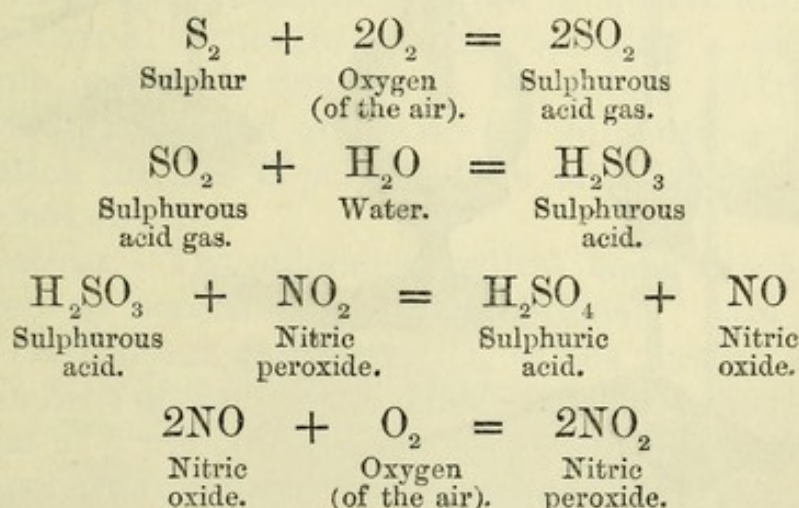 S₂ + 2O₂ = 2SO₂
Sulphur Oxygen Sulphurous
(of the air). acid gas.
SO₂ + H₂O = H₂SO₃
Sulphurous Water. Sulphurous
acid gas. acid.
H₂SO₃ + NO₂ = H₂SO₄ + NO
Sulphurous Nitric Sulphuric Nitric
acid. peroxide. acid. oxide.
2NO + O₂ = 2NO₂
Nitric Oxygen Nitric
oxide. (of the air). peroxide.